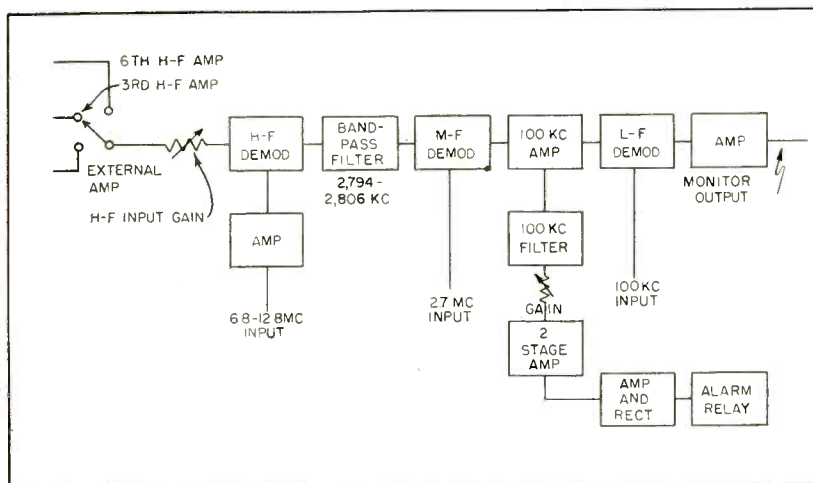 6TH H-F AMP
3RD H-F AMP
EXTERNAL
AMP
H-F INPUT GAIN
H-F
DEMOD
AMP
6.8-12.8MC
INPUT
BAND-
PASS
FILTER
2,794-
2,806 KC
M-F
DEMOD
2.7 MC
INPUT
100 KC
AMP
100 KC
FILTER
GAIN
2
STAGE
AMP
L-F
DEMOD
100KC
INPUT
AMP
MONITOR
OUTPUT
AMP
AND
RECT
ALARM
RELAY